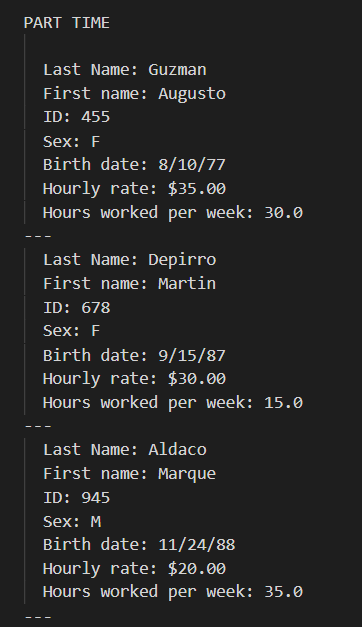 PART TIME
Last Name: Guzman
First name: Augusto
ID: 455
Sex: F
Birth date: 8/10/77
Hourly rate: $35.00
Hours worked per week: 30.0
---
Last Name: Depirro
First name: Martin
ID: 678
Sex: F
Birth date: 9/15/87
Hourly rate: $30.00
Hours worked per week: 15.0
---
Last Name: Aldaco
First name: Marque
ID: 945
Sex: M
Birth date: 11/24/88
Hourly rate: $20.00
Hours worked per week: 35.0
---